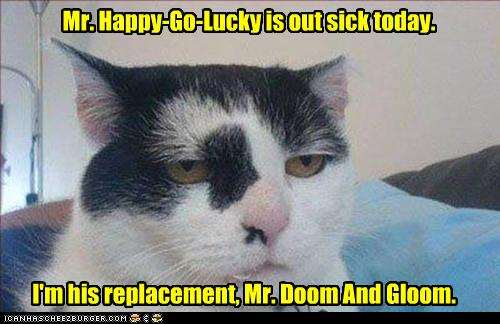 Mr. Happy-Go-Lucky is out sick today.
I'm his replacement, Mr. Doom And Gloom.
ICANHASCHEEZBURGER.COM